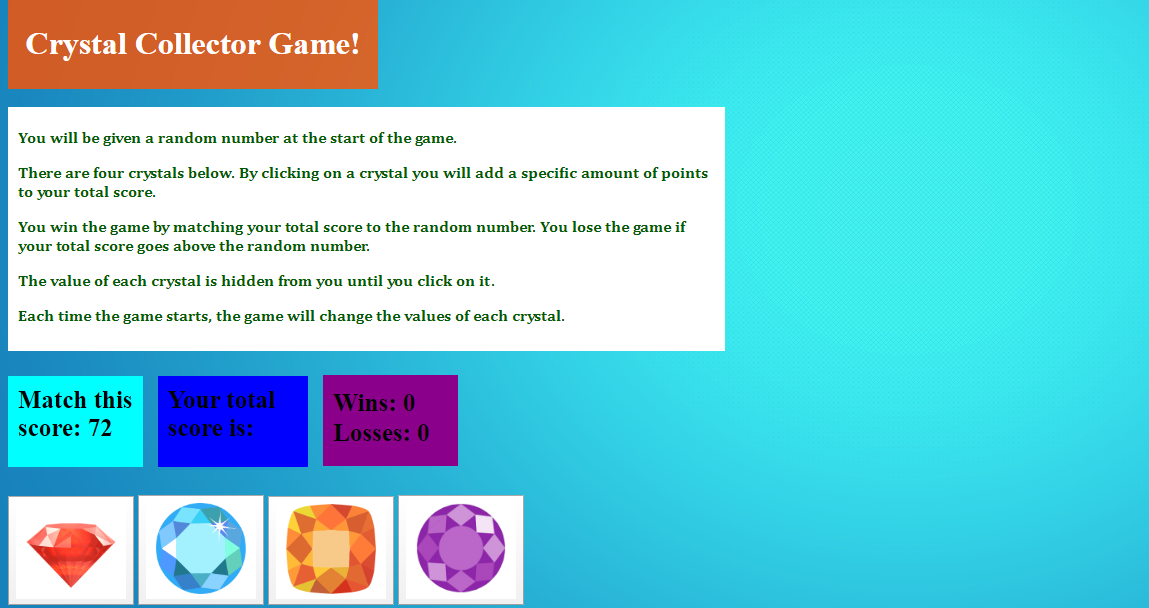 Crystal Collector Game!
You will be given a random number at the start of the game.
There are four crystals below. By clicking on a crystal you will add a specific amount of points
to your total score.
You win the game by matching your total score to the random number. You lose the game if
your total score goes above the random number.
The value of each crystal is hidden from you until you click on it.
Each time the game starts, the game will change the values of each crystal.
Match this
score: 72
Your total
score is:
Wins: 0
Losses: 0